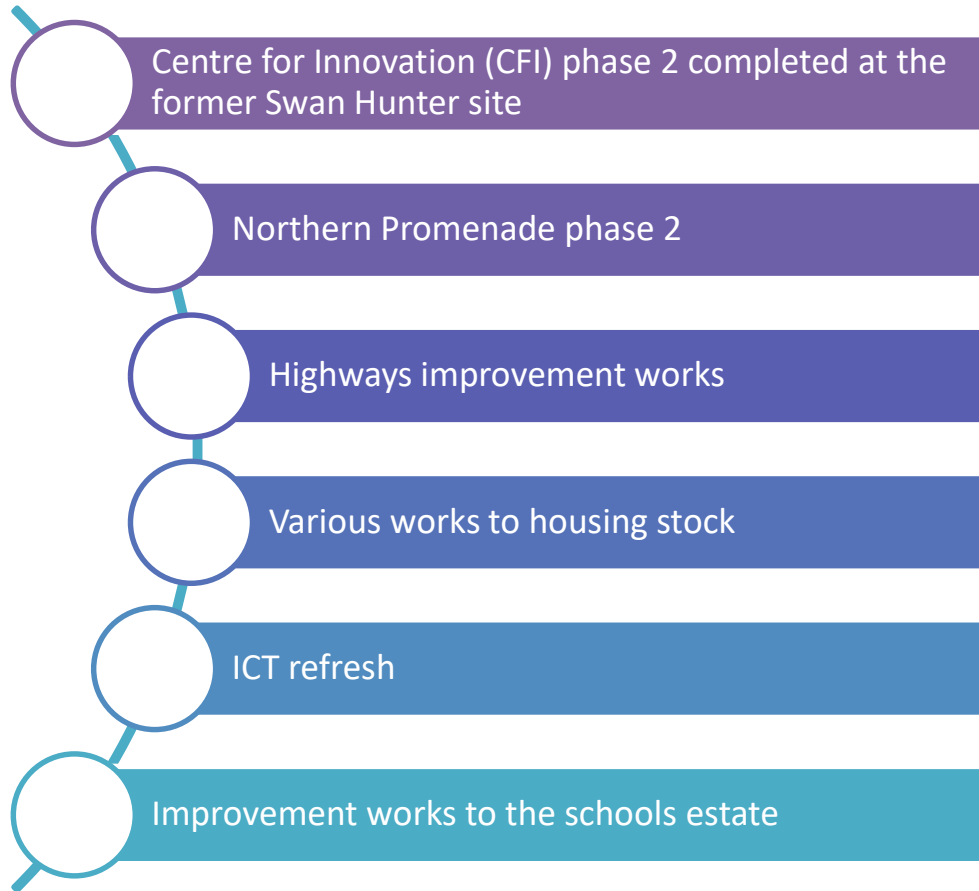 Centre for Innovation (CFI) phase 2 completed at the
former Swan Hunter site
Northern Promenade phase 2
Highways improvement works
Various works to housing stock
ICT refresh
Improvement works to the schools estate